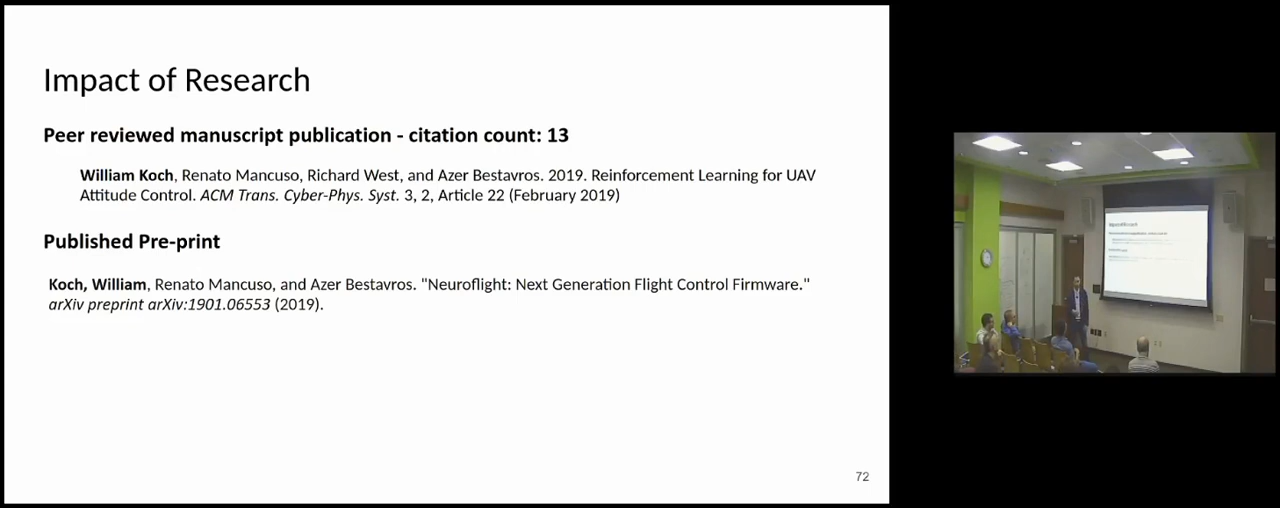 Impact of Research
Peer reviewed manuscript publication - citation count: 13
William Koch, Renato Mancuso, Richard West, and Azer Bestavros. 2019. Reinforcement Learning for UAV
Attitude Control. ACM Trans. Cyber-Phys. Syst. 3, 2, Article 22 (February 2019)
Published Pre-print
Koch, William, Renato Mancuso, and Azer Bestavros. "Neuroflight: Next Generation Flight Control Firmware."
arXiv preprint arXiv:1901.06553 (2019).
72